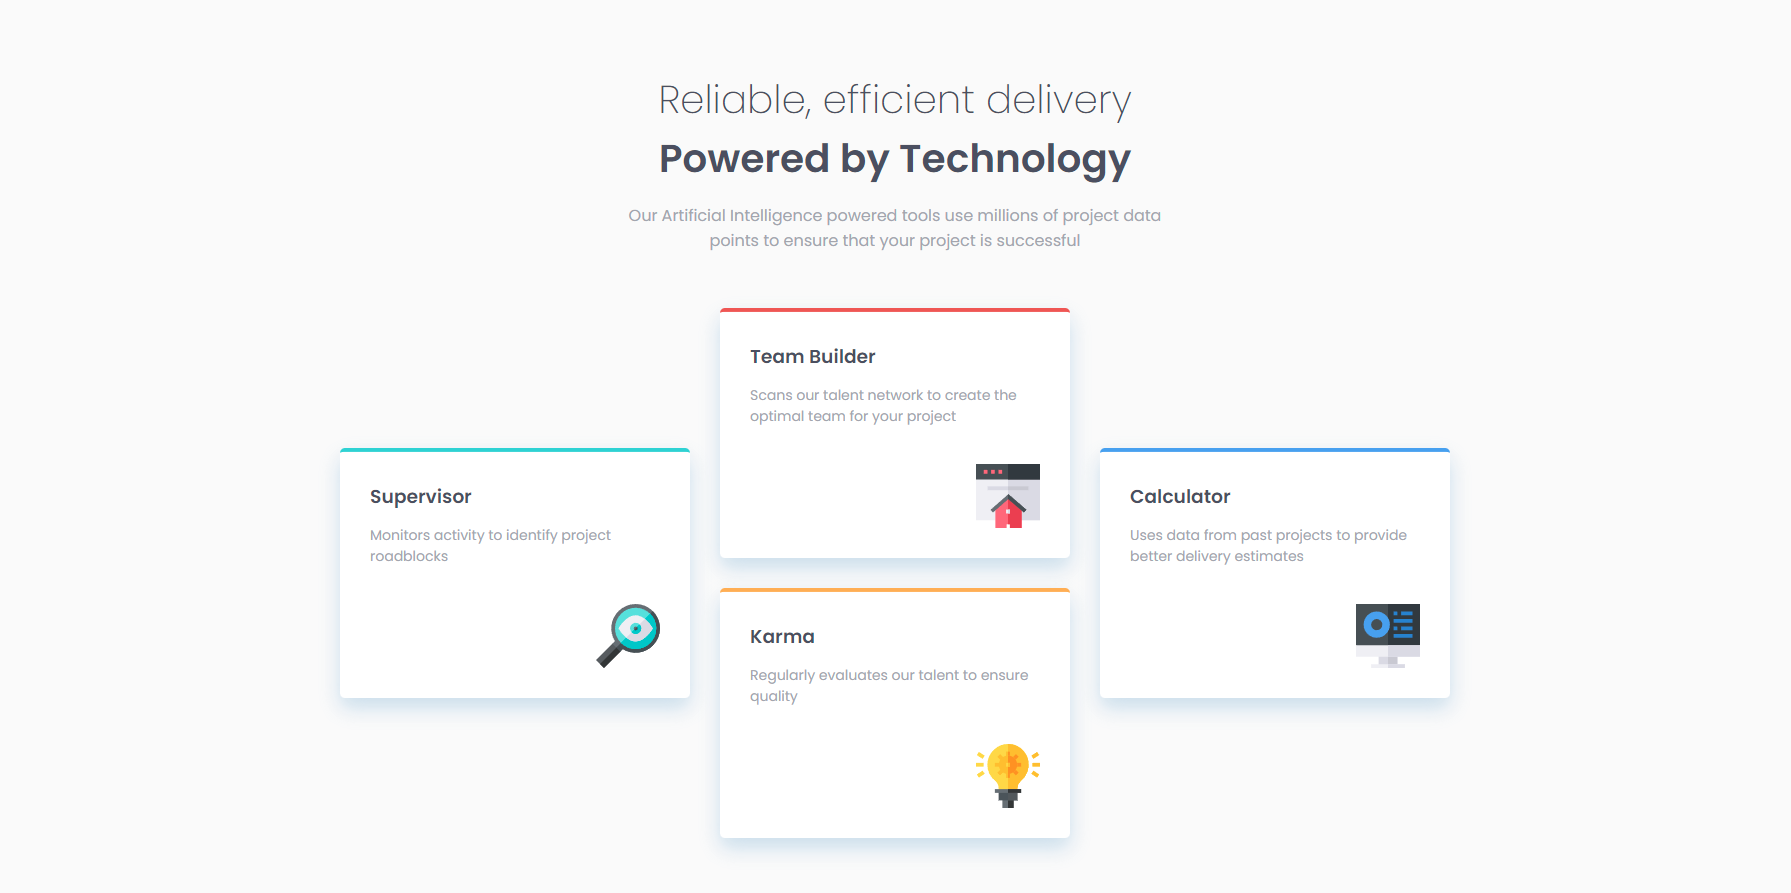 Reliable, efficient delivery
Powered by Technology
Our Artificial Intelligence powered tools use millions of project data
points to ensure that your project is successful
Supervisor
Monitors activity to identify project
roadblocks
Team Builder
Scans our talent network to create the
optimal team for your project
Karma
Regularly evaluates our talent to ensure
quality
Calculator
Uses data from past projects to provide
better delivery estimates